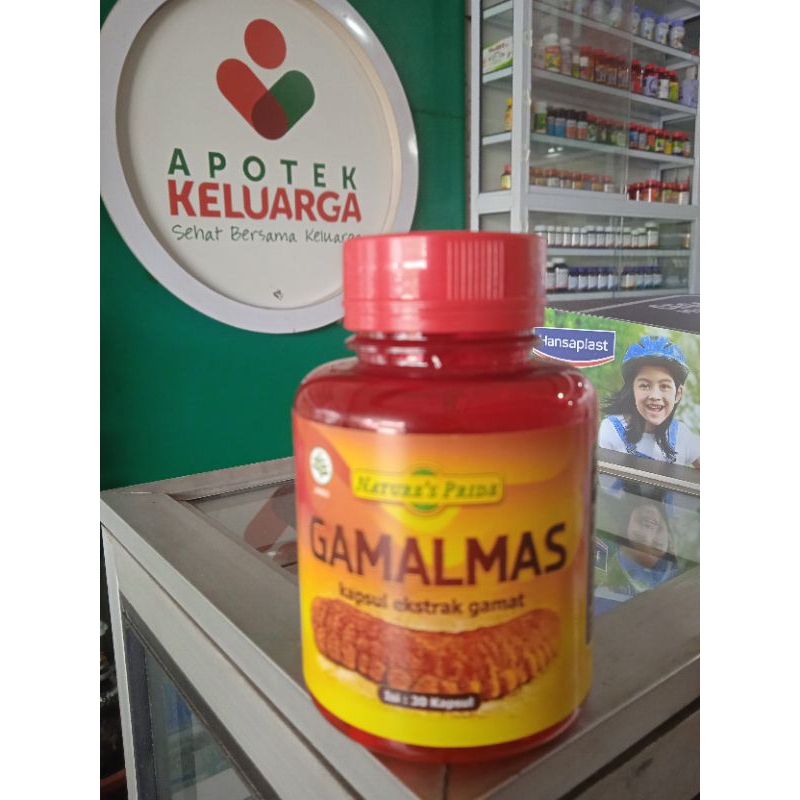 APOTEK
KELUARGA
Sehat Bersama Keluarga
Hansaplast
NATURE'S PRIDE
GAMALMAS
kapsul ekstrak gamat
Isi : 30 Kapsul